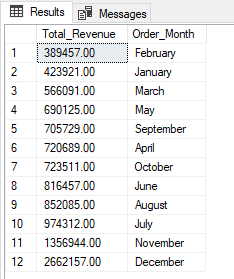 Results Messages
Total_Revenue Order_Month
1 389457.00 February
2 423921.00 January
3 566091.00 March
4 690125.00 May
5 705729.00 September
6 720689.00 April
7 723511.00 October
8 816457.00 June
9 852085.00 August
10 974312.00 July
11 1356944.00 November
12 2662157.00 December